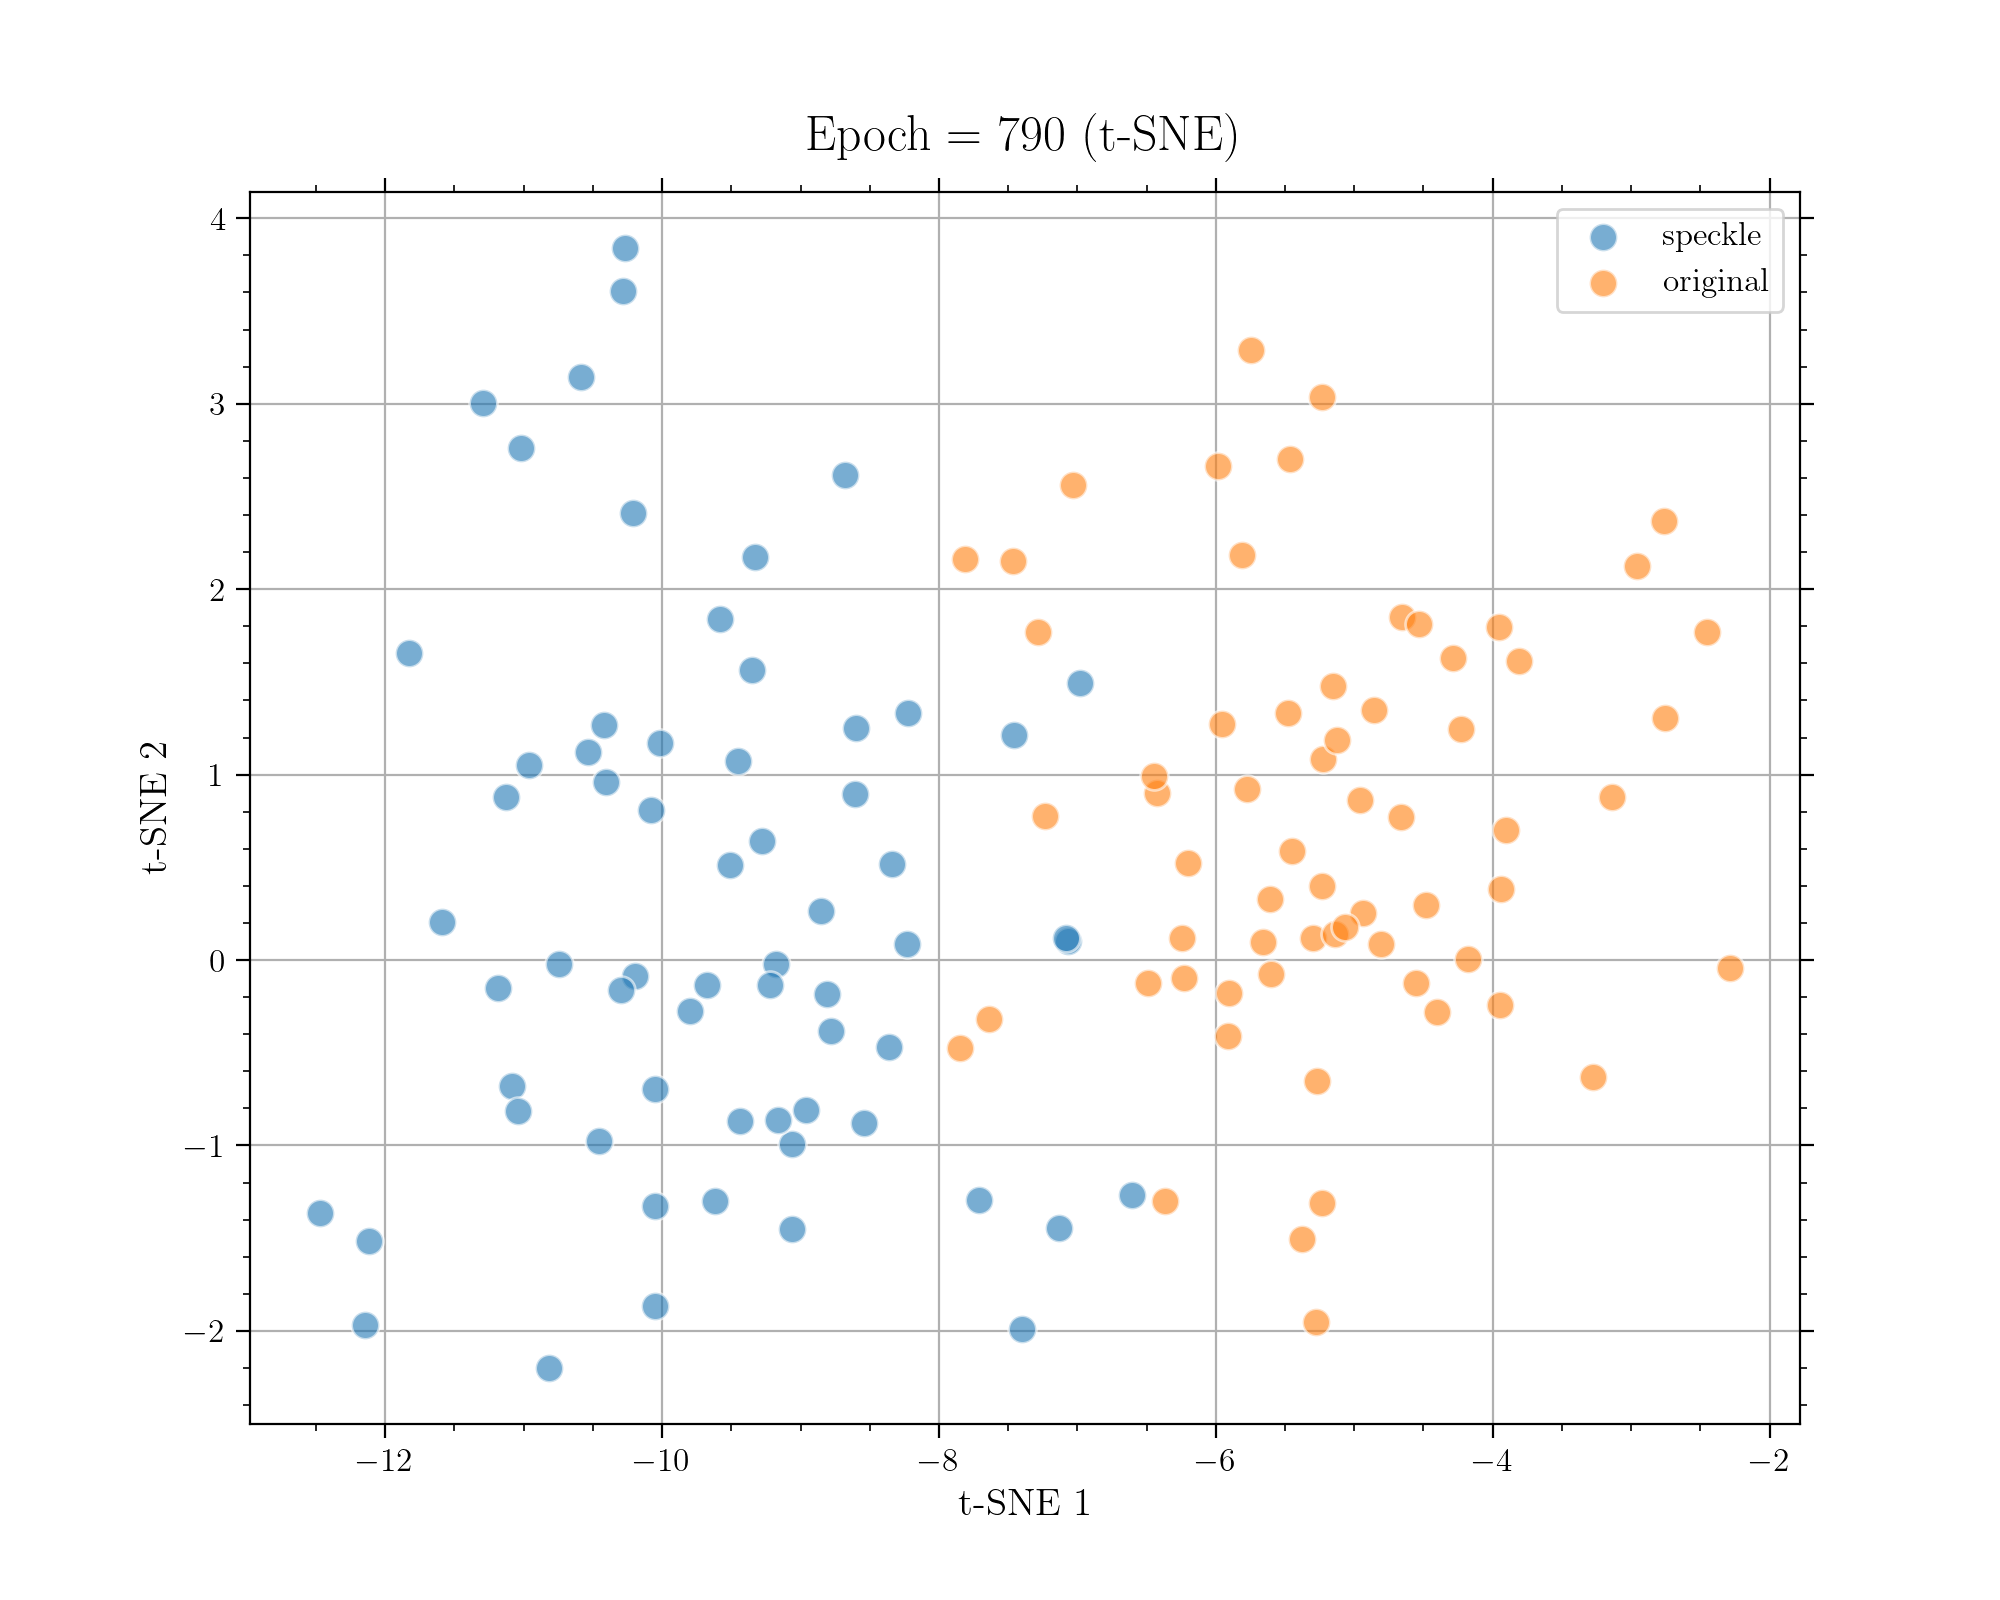 Epoch = 790 (t-SNE)
speckle
original
4
3
2
1
0
−1
−2
t-SNE 2
−12 −10 −8 −6 −4 −2
t-SNE 1